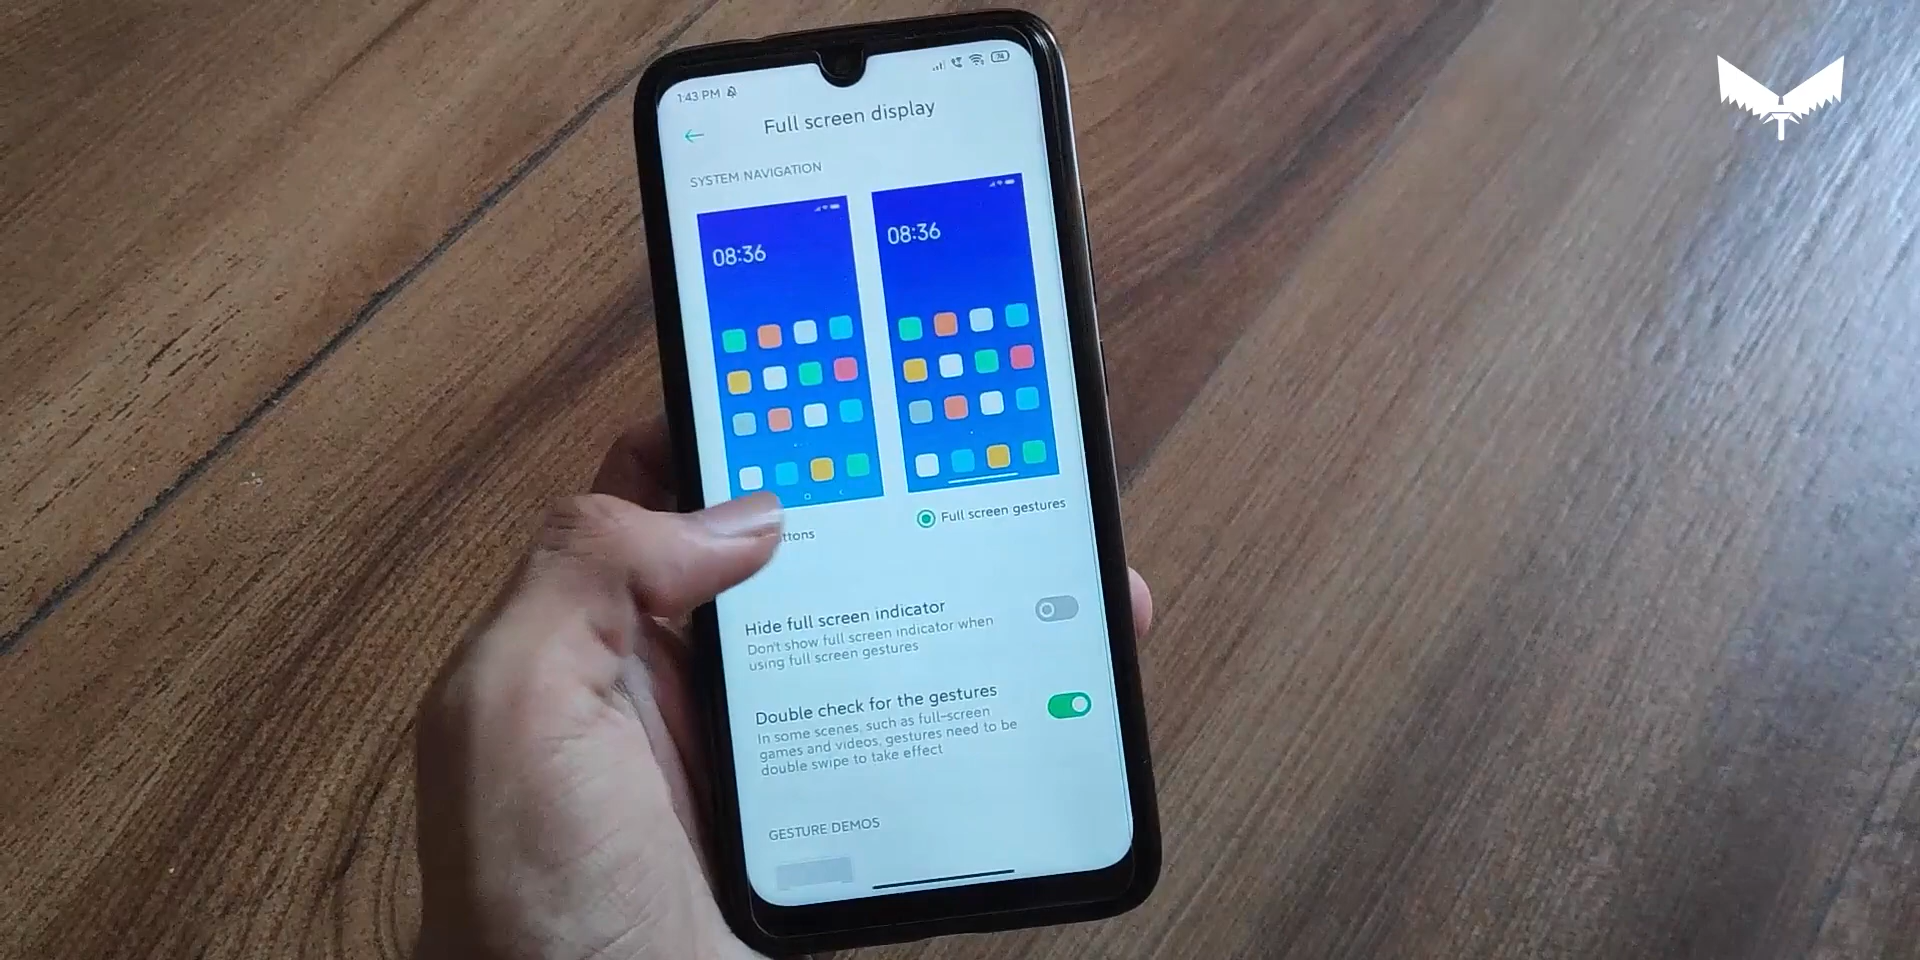 1:43 PM
74
Full screen display
SYSTEM NAVIGATION
08:36
08:36
ttons
Full screen gestures
Hide full screen indicator
Don't show full screen indicator when
using full screen gestures
Double check for the gestures
In some scenes, such as full-screen
games and videos, gestures need to be
double swipe to take effect
GESTURE DEMOS